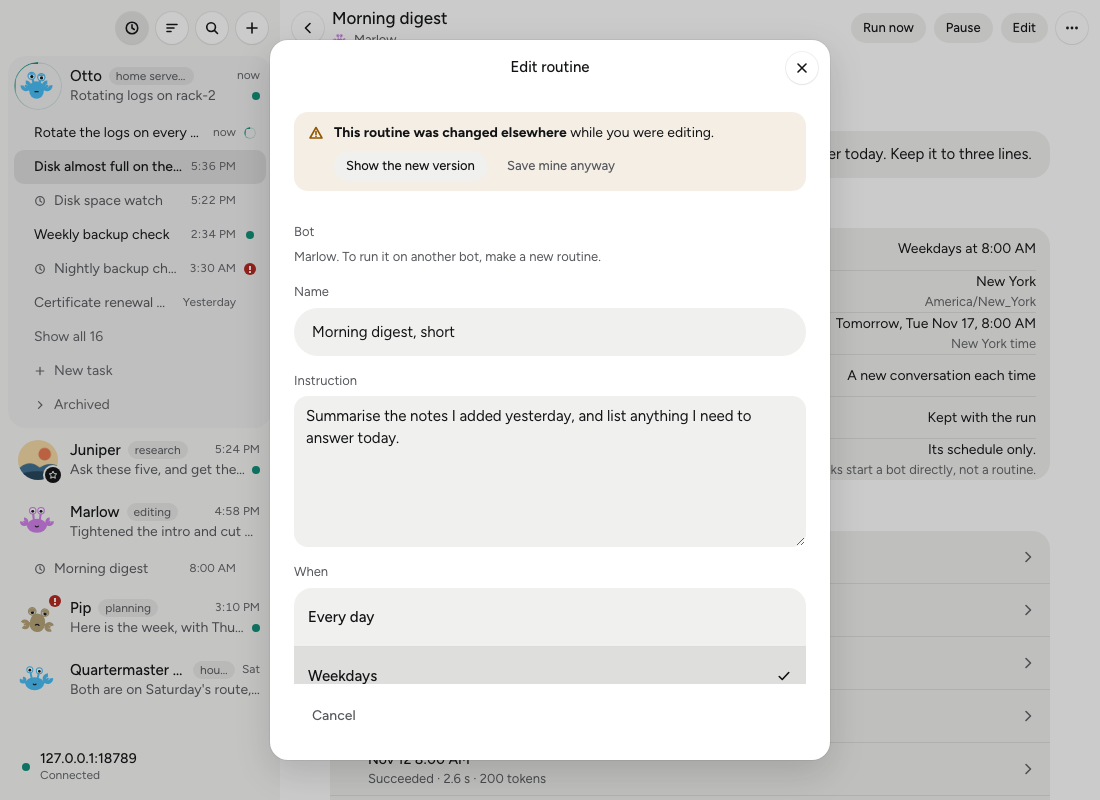 Otto
home serve…
now
Rotating logs on rack-2
Rotate the logs on every …
now
Disk almost full on the…
5:36 PM
Disk space watch
5:22 PM
Weekly backup check
2:34 PM
Nightly backup ch…
3:30 AM
Certificate renewal …
Yesterday
Show all 16
New task
Archived
Juniper
research
5:24 PM
Ask these five, and get the…
Marlow
editing
4:58 PM
Tightened the intro and cut …
Morning digest
8:00 AM
Pip
planning
3:10 PM
Here is the week, with Thu…
Quartermaster …
hou…
Sat
Both are on Saturday's route,…
127.0.0.1:18789
Connected
Morning digest
Marlow
Run now
Pause
Edit
Edit routine
This routine was changed elsewhere while you were editing.
Show the new version
Save mine anyway
Bot
Marlow. To run it on another bot, make a new routine.
Name
Morning digest, short
Instruction
Summarise the notes I added yesterday, and list anything I need to
answer today.
When
Every day
Weekdays
Cancel
er today. Keep it to three lines.
Weekdays at 8:00 AM
New York
America/New_York
Tomorrow, Tue Nov 17, 8:00 AM
New York time
A new conversation each time
Kept with the run
Its schedule only.
ks start a bot directly, not a routine.
Nov 12 8:00 AM
Succeeded · 2.6 s · 200 tokens